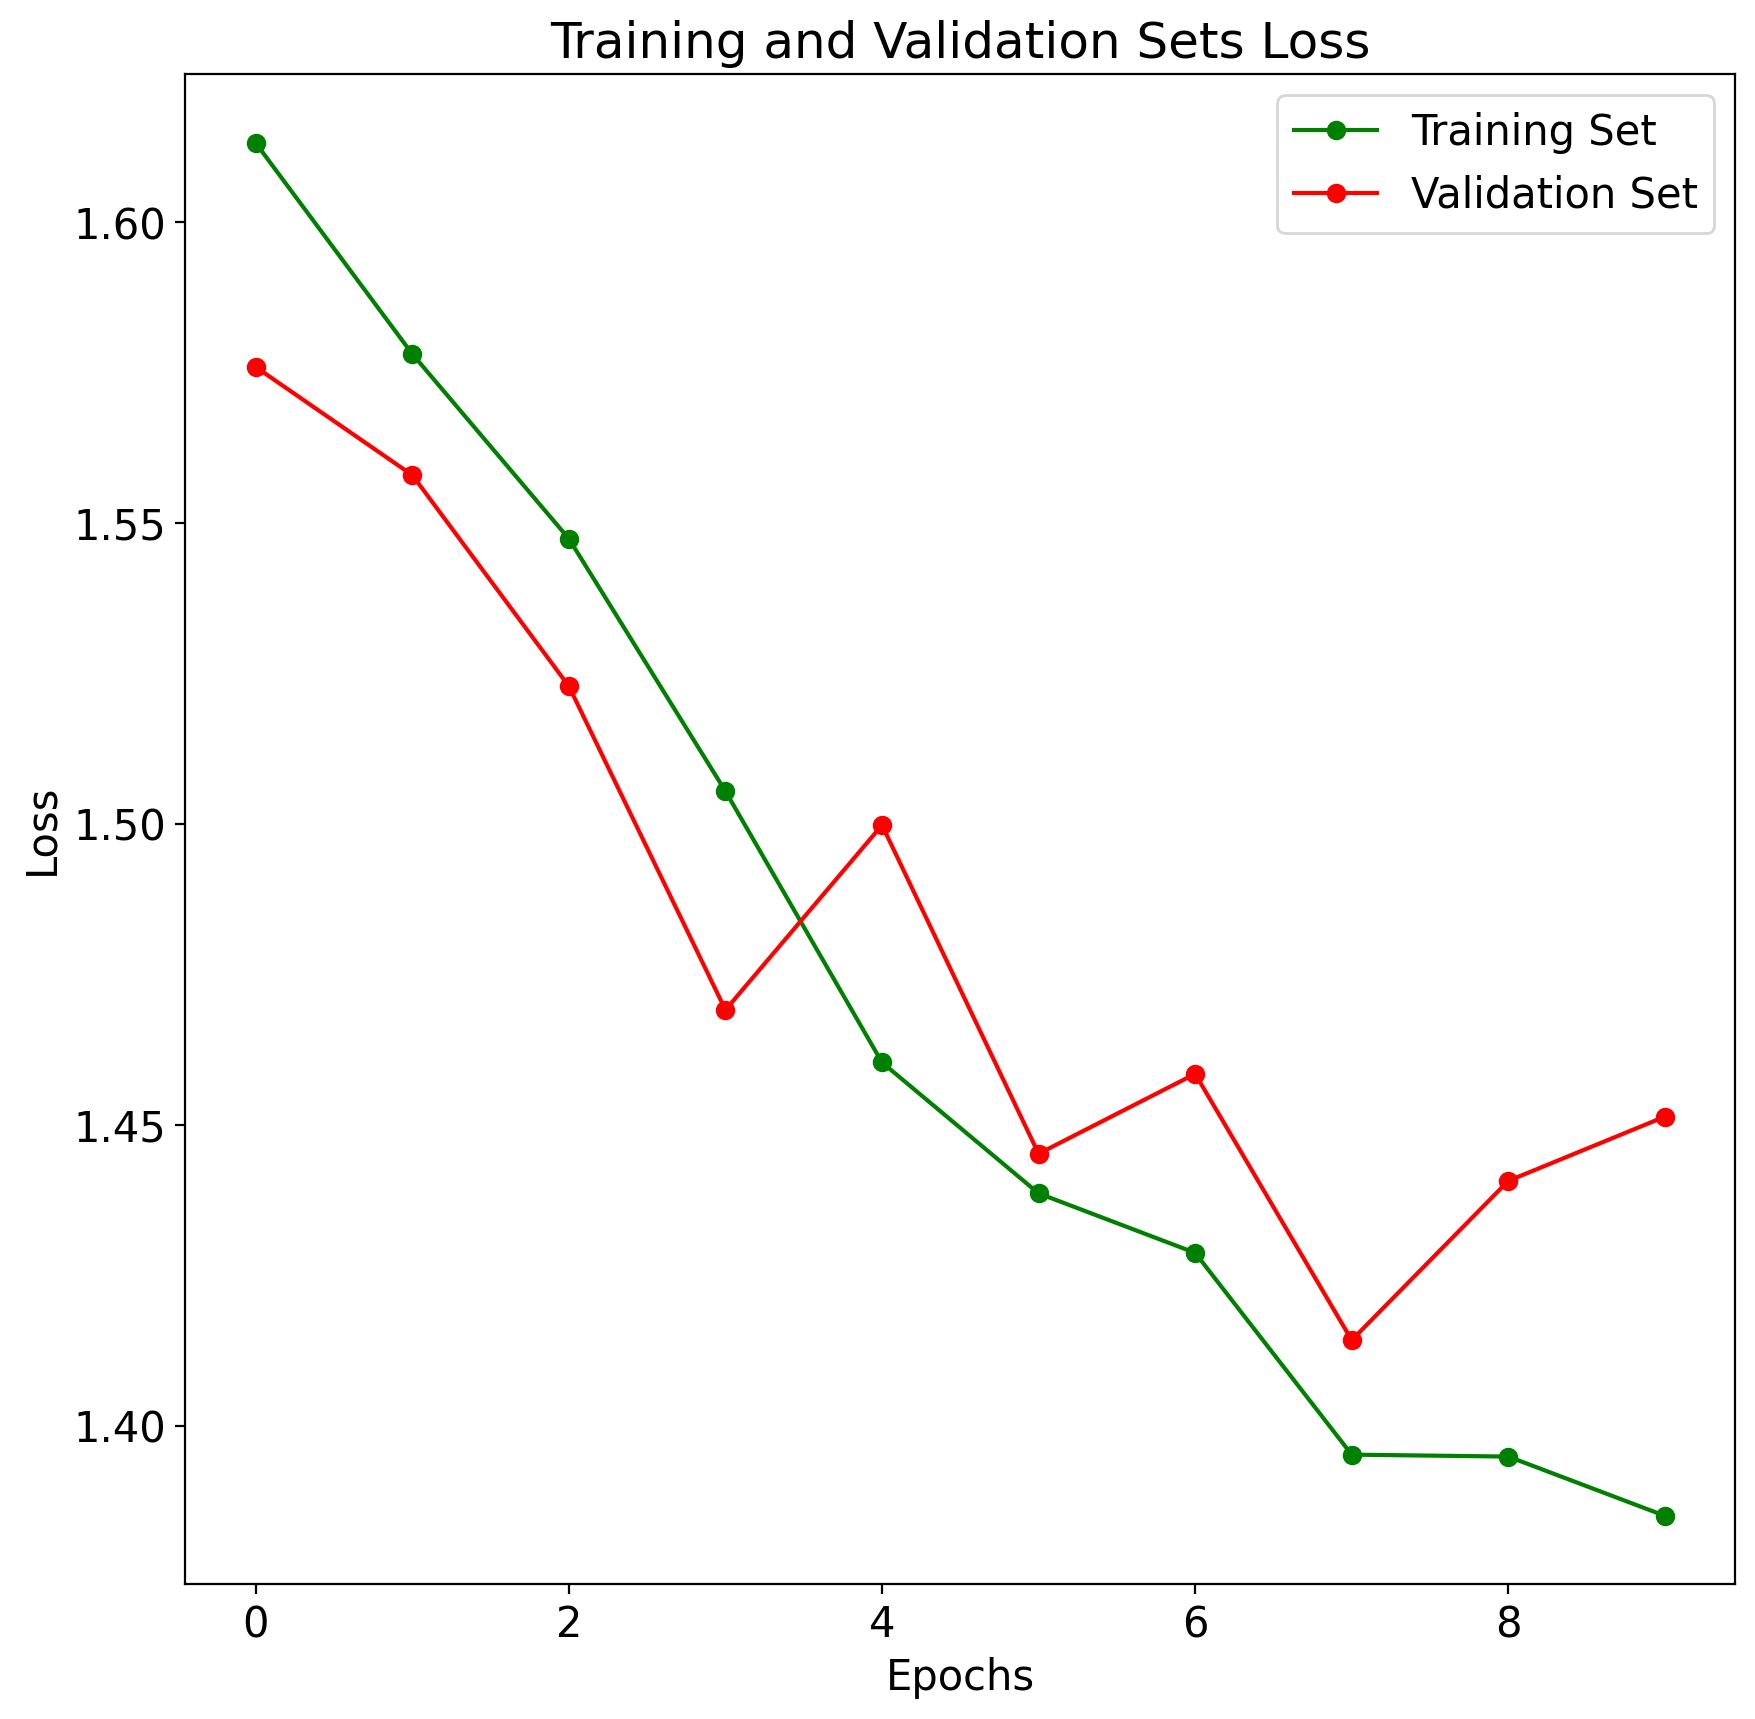 Training and Validation Sets Loss
Training Set
Validation Set
1.60
1.55
1.50
1.45
1.40
Loss
0 2 4 6 8
Epochs